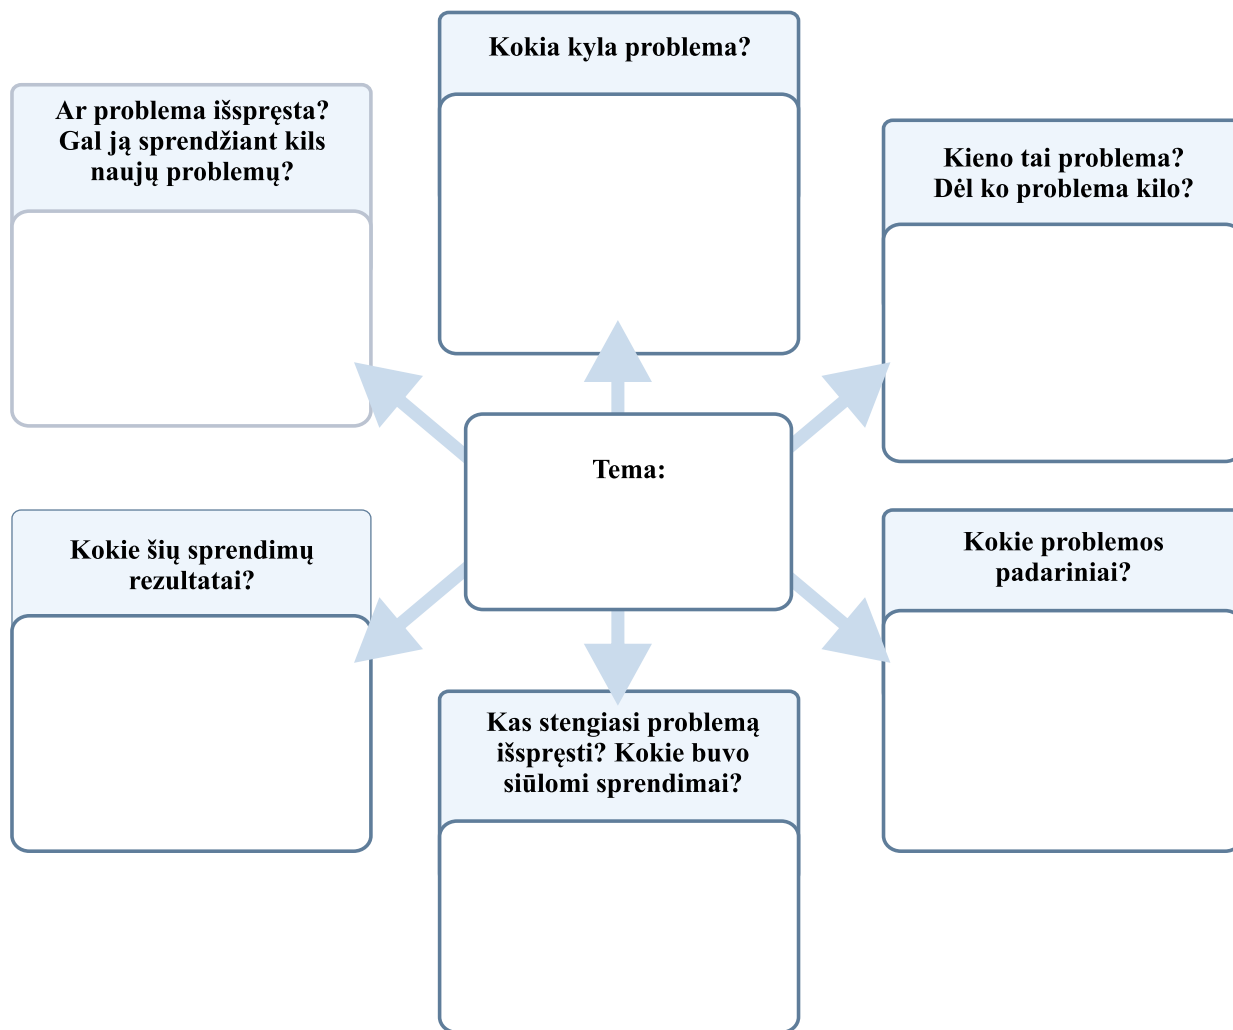 Kokia kyla problema?
Ar problema išspręsta?
Gal ją sprendžiant kils
naujų problemų?
Kieno tai problema?
Dėl ko problema kilo?
Tema:
Kokie šių sprendimų
rezultatai?
Kokie problemos
padariniai?
Kas stengiasi problemą
išspręsti? Kokie buvo
siūlomi sprendimai?